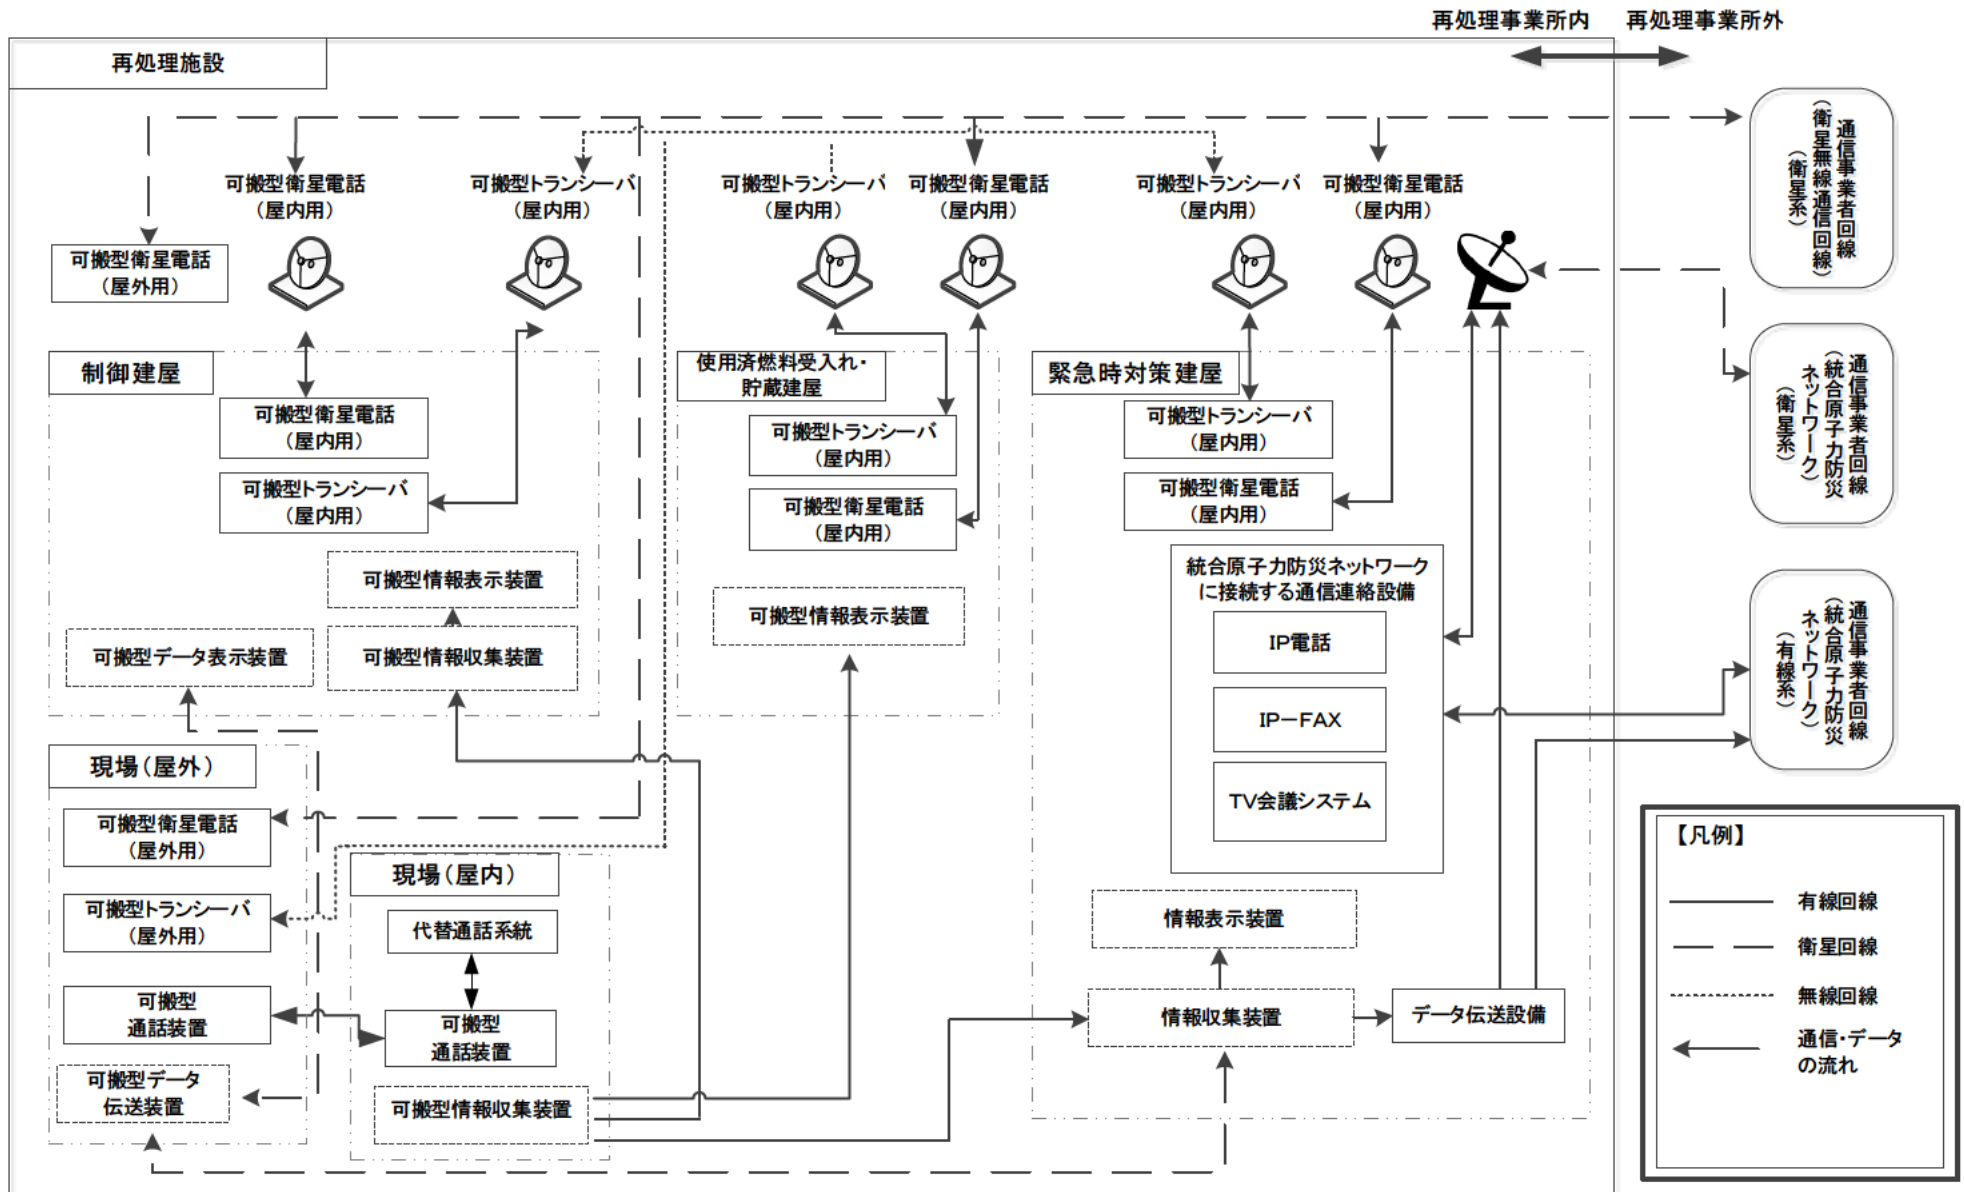 再処理事業所内
再処理事業所外
再処理施設
可搬型衛星電話
（屋内用）
可搬型トランシーバ
（屋内用）
可搬型トランシーバ
（屋内用）
可搬型衛星電話
（屋内用）
可搬型トランシーバ
（屋内用）
可搬型衛星電話
（屋内用）
可搬型衛星電話
（屋外用）
通信事業者回線
（衛星無線通信回線）
（衛星系）
制御建屋
可搬型衛星電話
（屋内用）
可搬型トランシーバ
（屋内用）
可搬型情報表示装置
可搬型データ表示装置
可搬型情報収集装置
使用済燃料受入れ・
貯蔵建屋
可搬型トランシーバ
（屋内用）
可搬型衛星電話
（屋内用）
可搬型情報表示装置
緊急時対策建屋
可搬型トランシーバ
（屋内用）
可搬型衛星電話
（屋内用）
統合原子力防災ネットワーク
に接続する通信連絡設備
IP電話
IP－FAX
TV会議システム
情報表示装置
情報収集装置
データ伝送設備
通信事業者回線
（統合原子力防災
ネットワーク）
（衛星系）
通信事業者回線
（統合原子力防災
ネットワーク）
（有線系）
現場（屋外）
可搬型衛星電話
（屋外用）
可搬型トランシーバ
（屋外用）
可搬型
通話装置
可搬型データ
伝送装置
現場（屋内）
代替通話系統
可搬型
通話装置
可搬型情報収集装置
【凡例】
有線回線
衛星回線
無線回線
通信・データ
の流れ